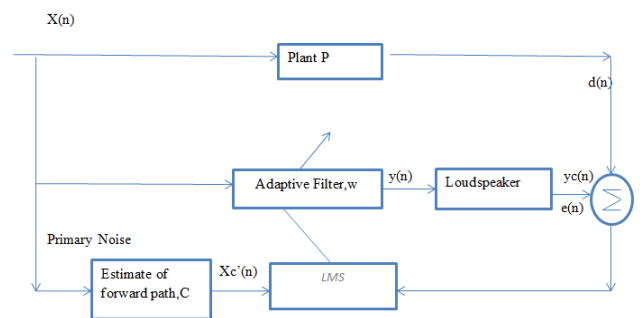 X(n)
Plant P
d(n)
Adaptive Filter,w
y(n)
Loudspeaker
yc(n)
e(n)
∑
Primary Noise
Estimate of
forward path,C
Xc’(n)
LMS